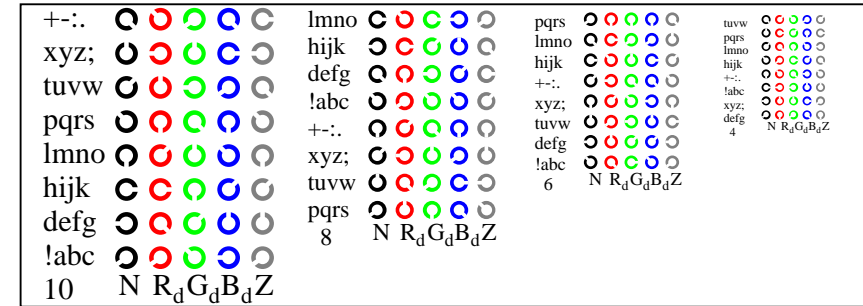 +-:.
xyz;
tuvw
pqrs
lmno
hijk
defg
!abc
10 N RdGdBdZ
lmno
hijk
defg
!abc
+-:.
xyz;
tuvw
pqrs
8 N RdGdBdZ
pqrs
lmno
hijk
+-:.
xyz;
tuvw
defg
!abc
6 N RdGdBdZ
tuvw
pqrs
lmno
hijk
+-:.
!abc
xyz;
defg
4 N RdGdBdZ